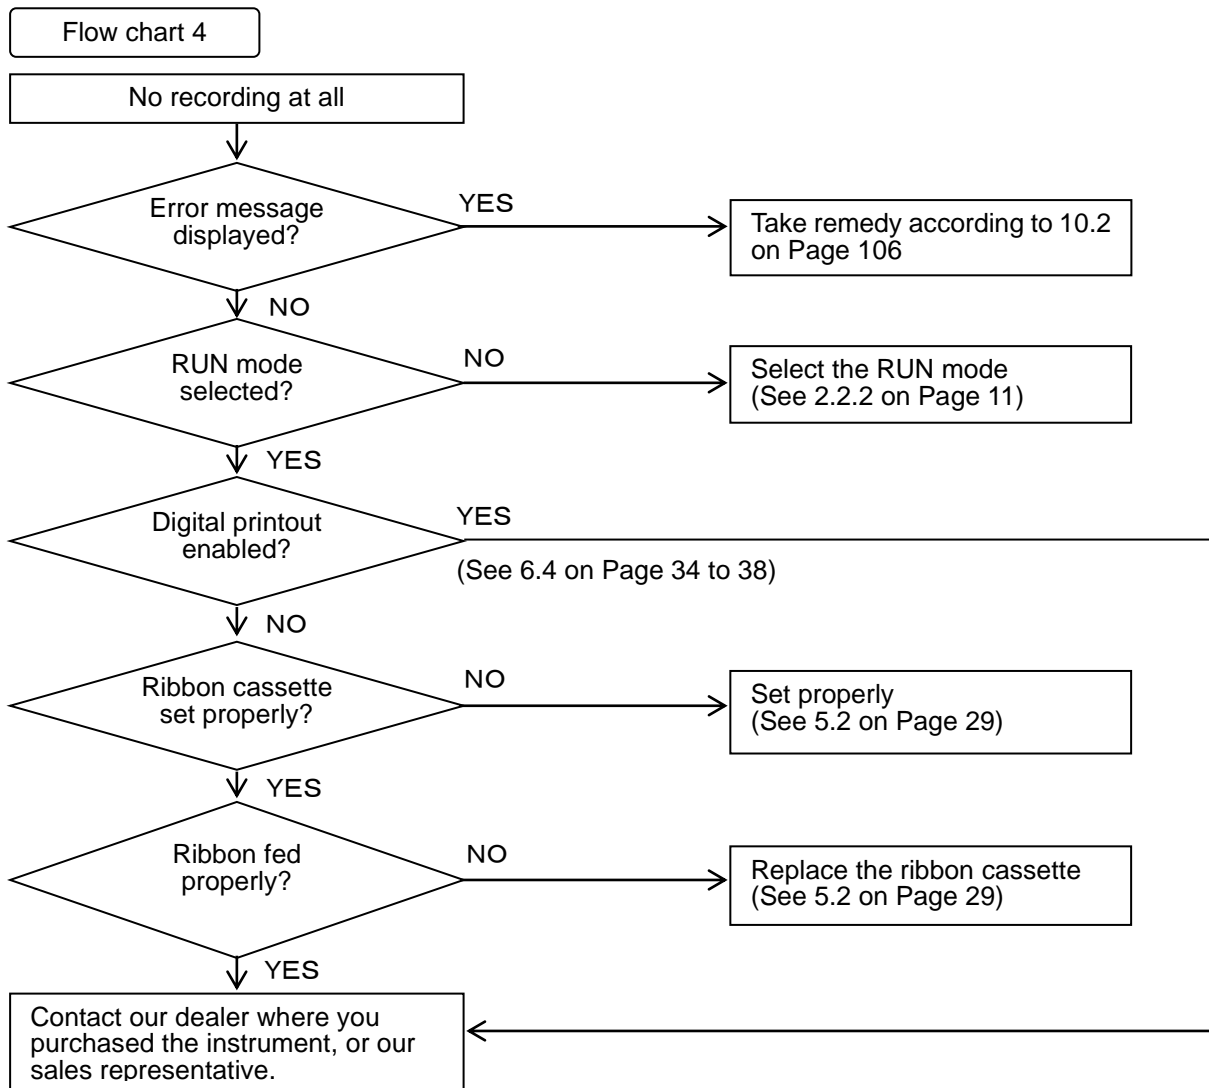 Flow chart 4
No recording at all
Error message
displayed?
YES
Take remedy according to 10.2
on Page 106
NO
RUN mode
selected?
NO
Select the RUN mode
(See 2.2.2 on Page 11)
YES
Digital printout
enabled?
YES
(See 6.4 on Page 34 to 38)
NO
Ribbon cassette
set properly?
NO
Set properly
(See 5.2 on Page 29)
YES
Ribbon fed
properly?
NO
Replace the ribbon cassette
(See 5.2 on Page 29)
YES
Contact our dealer where you
purchased the instrument, or our
sales representative.